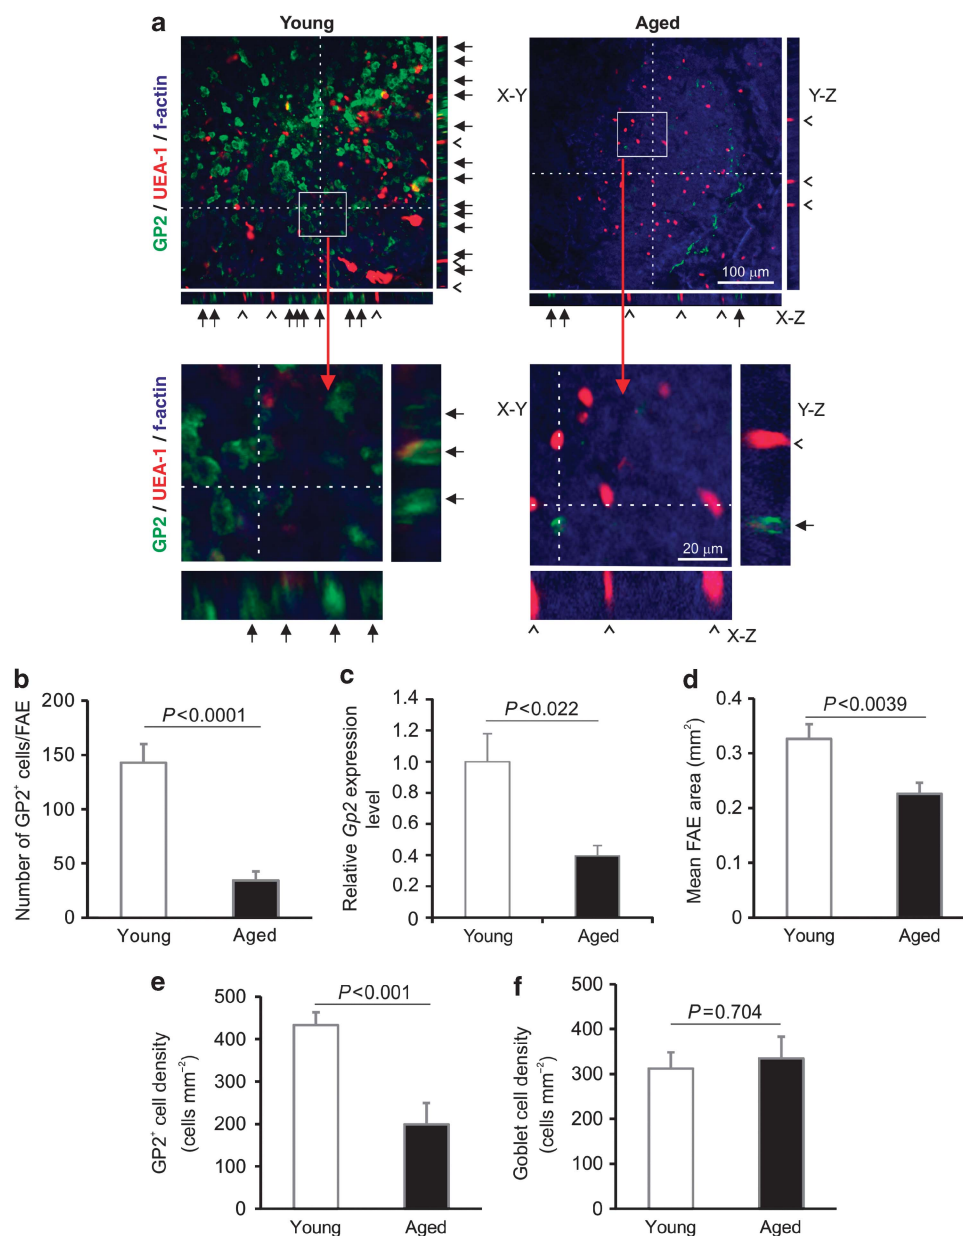 a
Young
Aged
GP2 / UEA-1 / f-actin
X-Y
Y-Z
100 μm
X-Z
GP2 / UEA-1 / f-actin
X-Y
Y-Z
20 μm
X-Z
b
Number of GP2⁺ cells/FAE
200
150
100
50
0
P<0.0001
Young
Aged
c
Relative Gp2 expression
level
1.4
1.2
1.0
0.8
0.6
0.4
0.2
0
P<0.022
Young
Aged
d
Mean FAE area (mm²)
0.4
0.3
0.2
0.1
0
P<0.0039
Young
Aged
e
GP2⁺ cell density
(cells mm⁻²)
500
400
300
200
100
0
P<0.001
Young
Aged
f
Goblet cell density
(cells mm⁻²)
500
400
300
300
100
0
P=0.704
Young
Aged